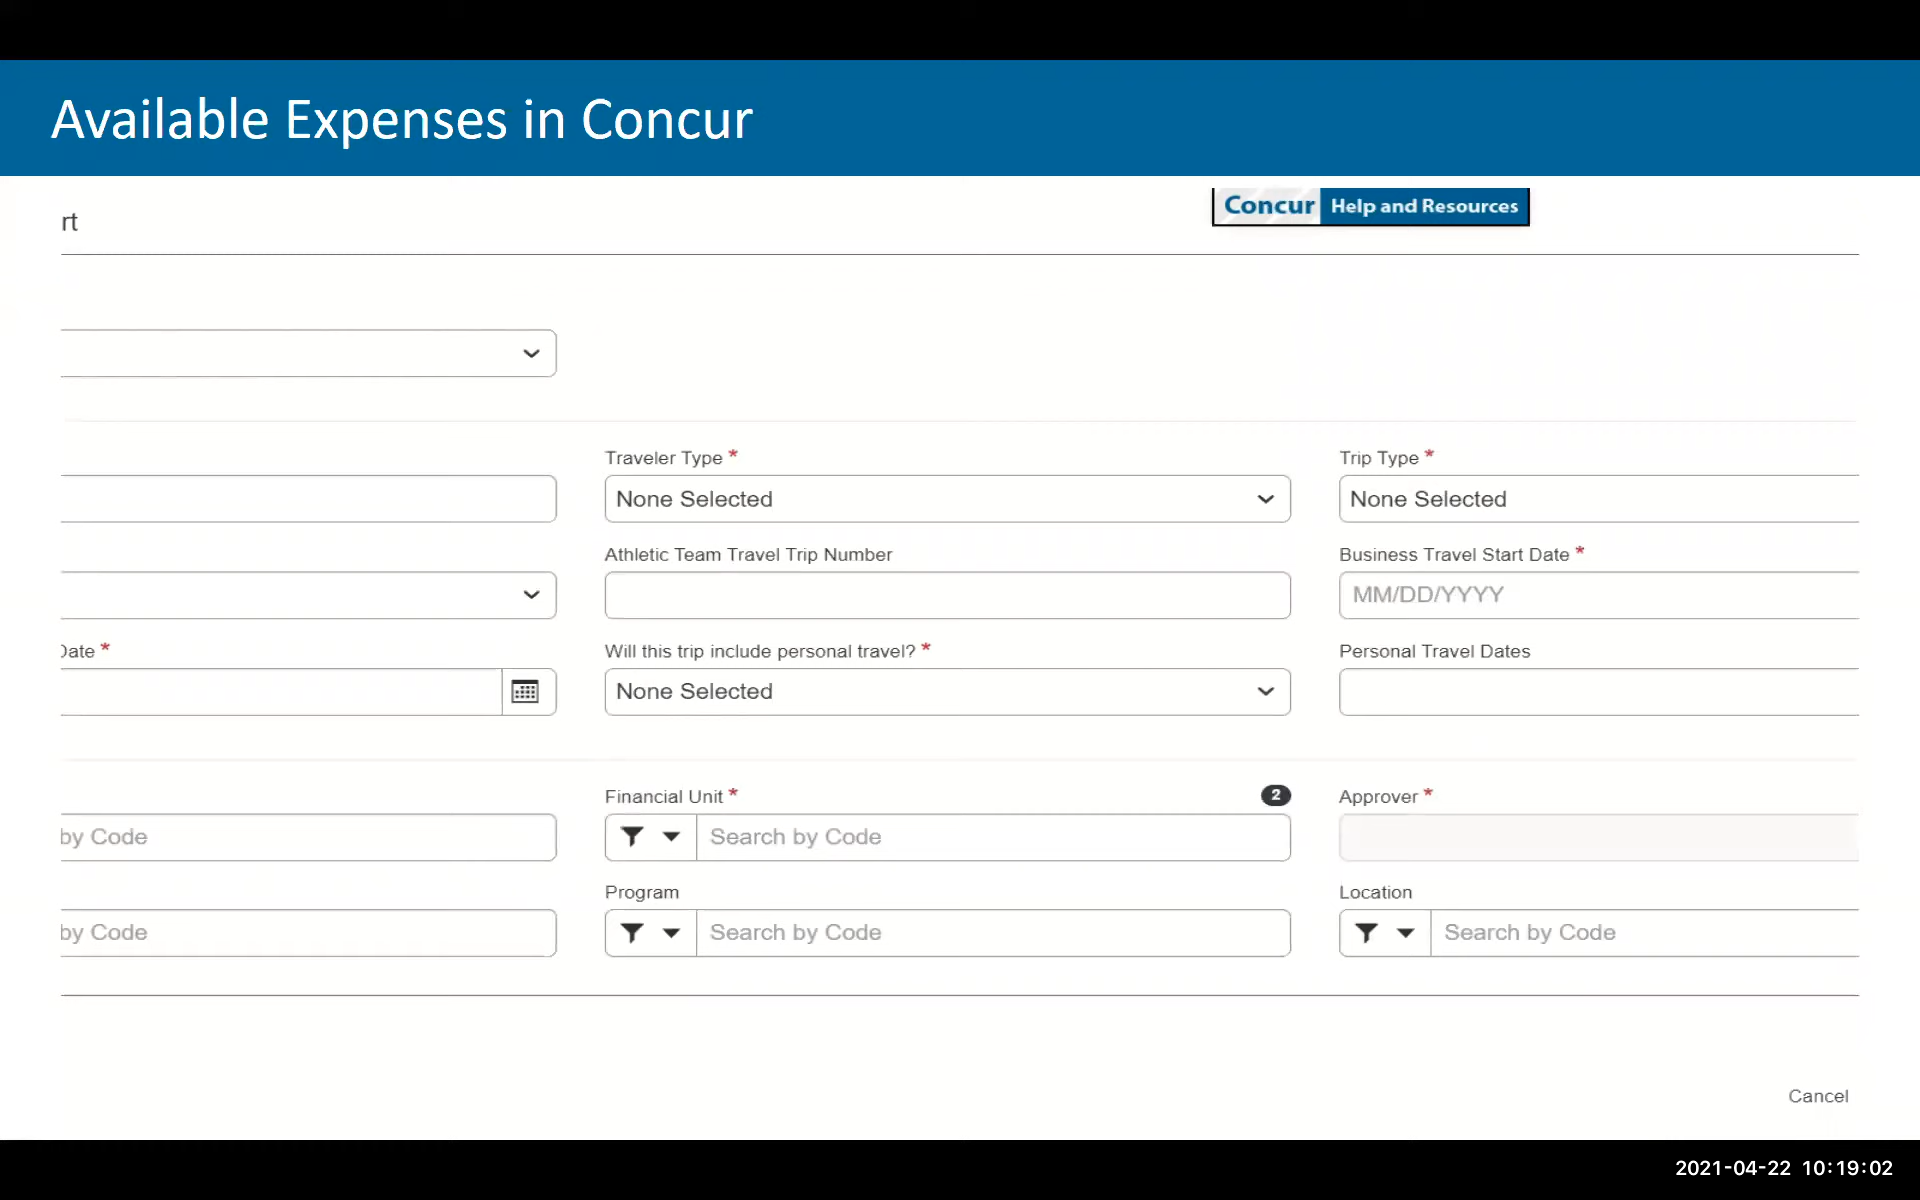 Available Expenses in Concur
Concur Help and Resources
rt
Traveler Type *
Trip Type *
None Selected
None Selected
Athletic Team Travel Trip Number
Business Travel Start Date *
MM/DD/YYYY
Date *
Will this trip include personal travel? *
Personal Travel Dates
None Selected
Financial Unit *
2
Approver *
by Code
Search by Code
Program
Location
by Code
Search by Code
Search by Code
Cancel
2021-04-22 10:19:02